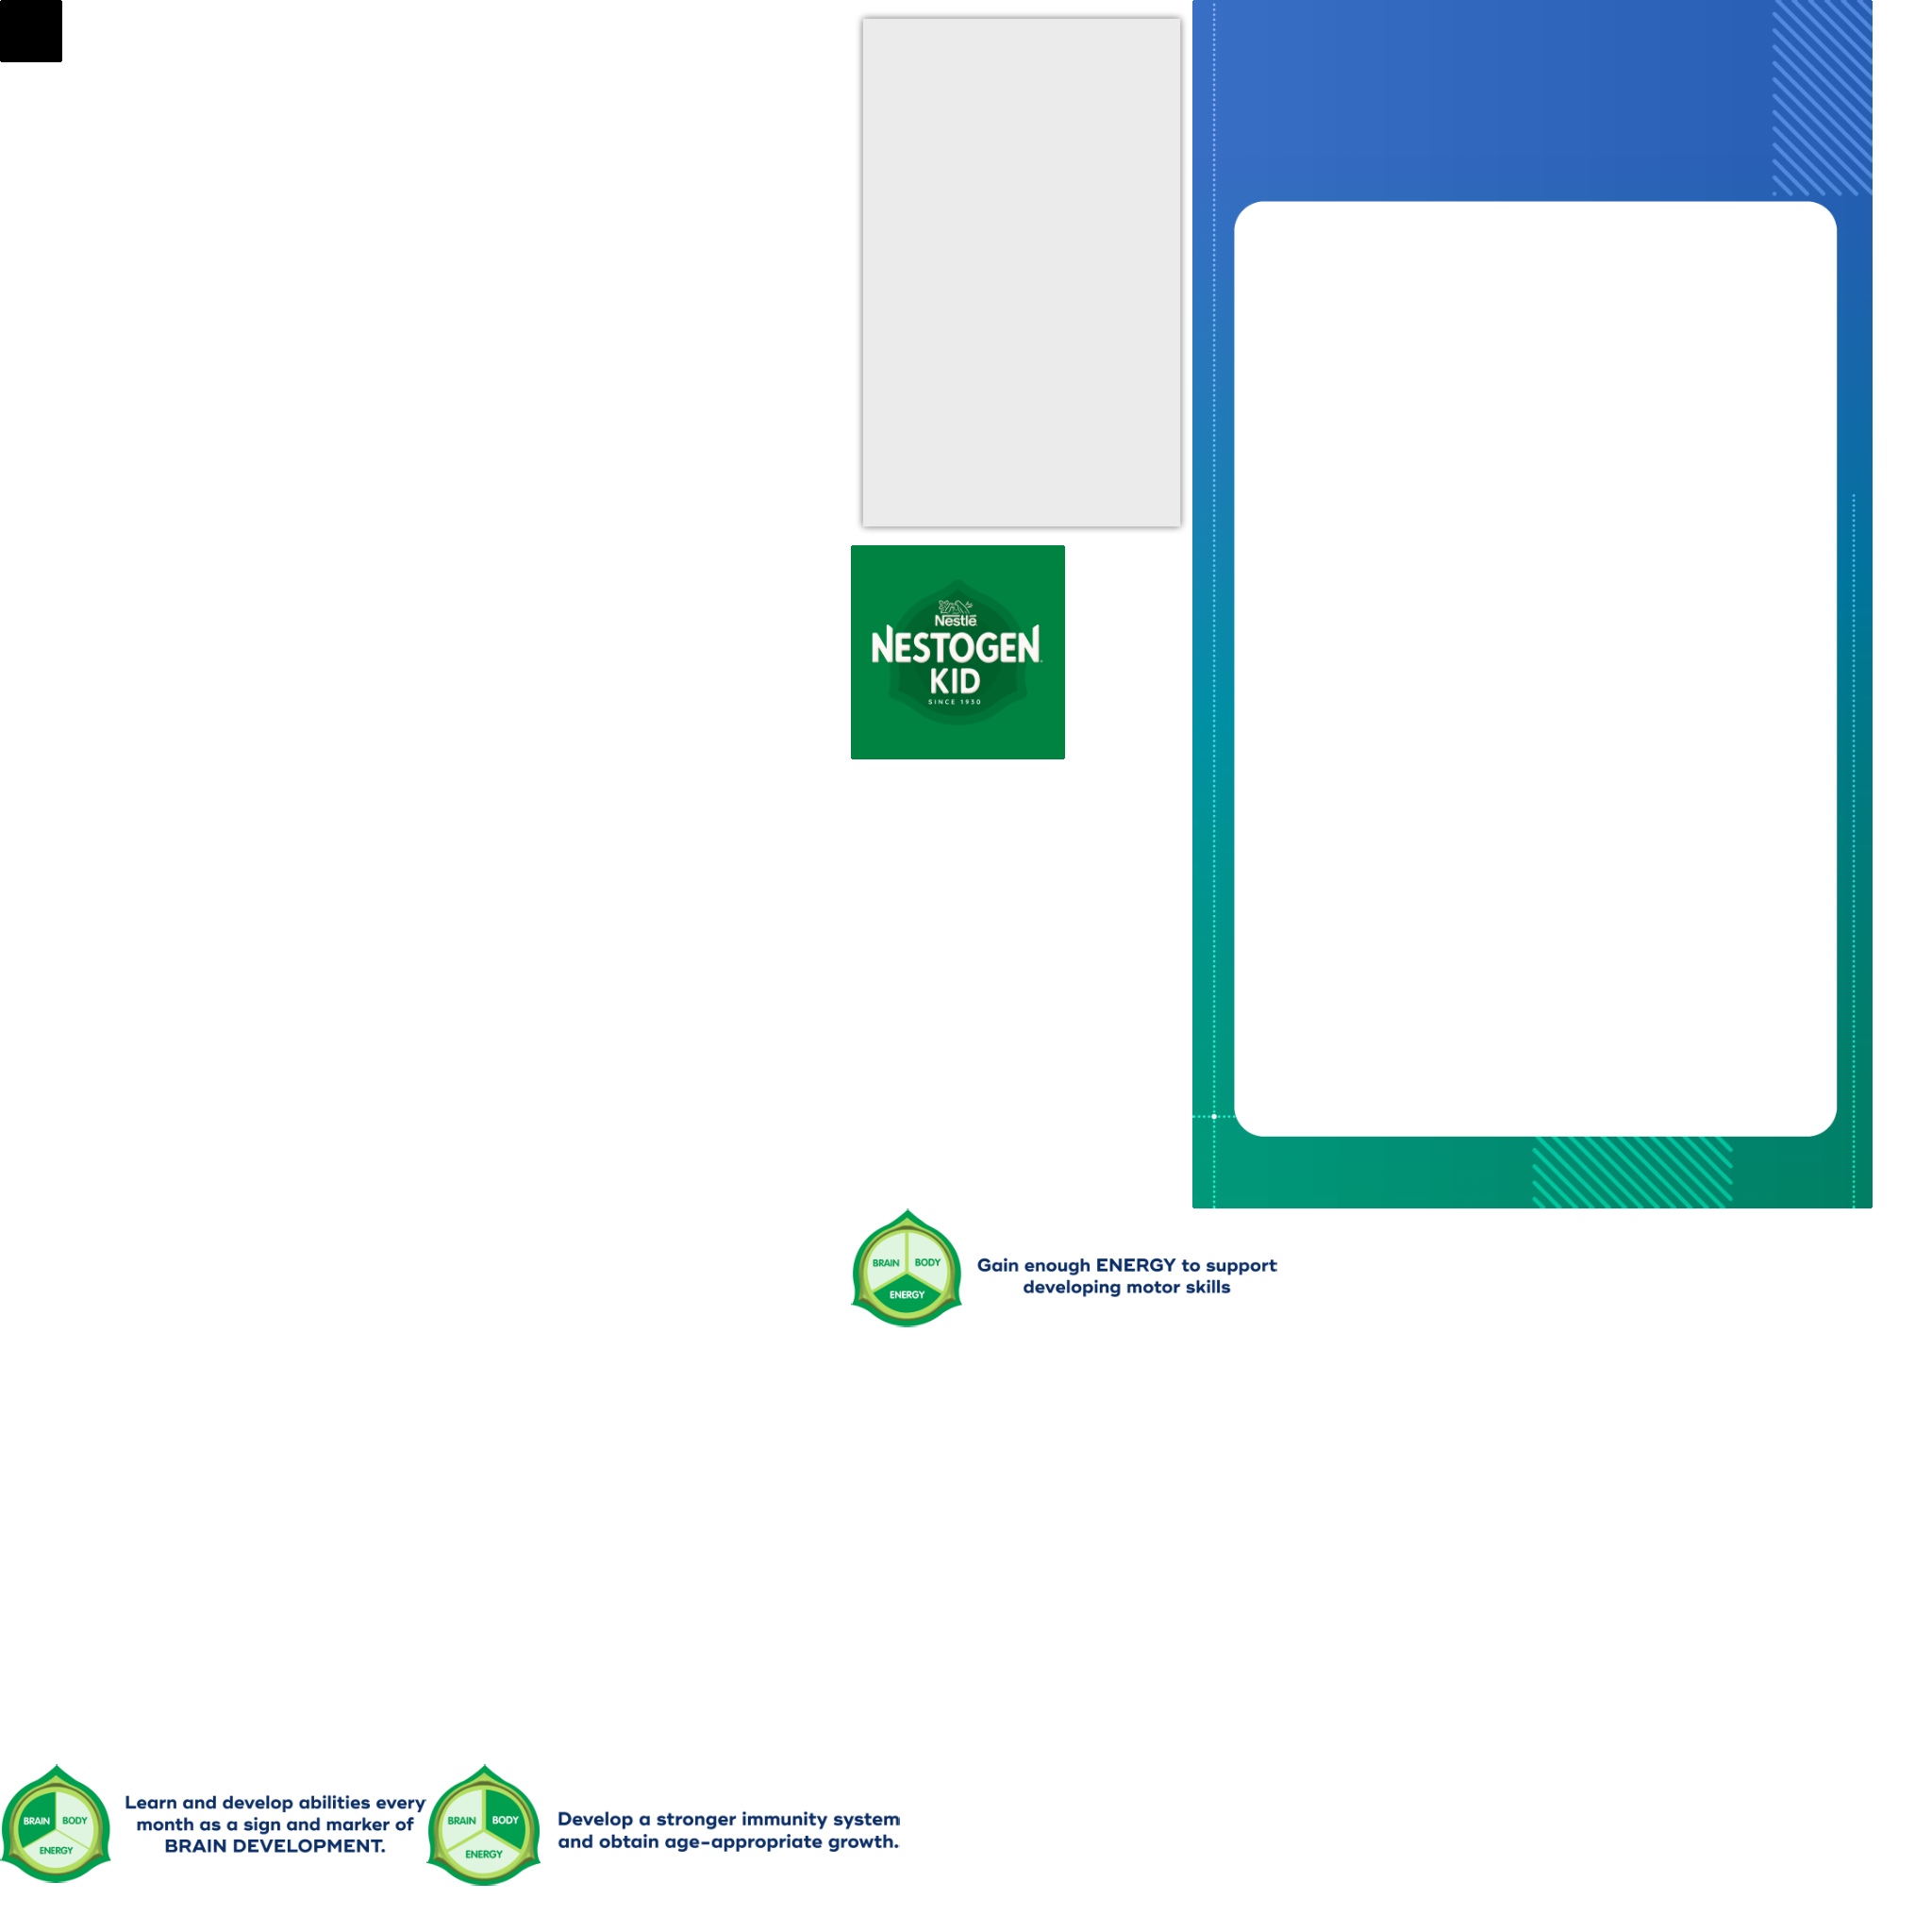 Nestlé
NESTOGEN
KID
SINCE 1930
BRAIN
BODY
ENERGY
Gain enough ENERGY to support
developing motor skills
BRAIN
BODY
ENERGY
Learn and develop abilities every
month as a sign and marker of
BRAIN DEVELOPMENT.
BRAIN
BODY
ENERGY
Develop a stronger immunity system
and obtain age-appropriate growth.